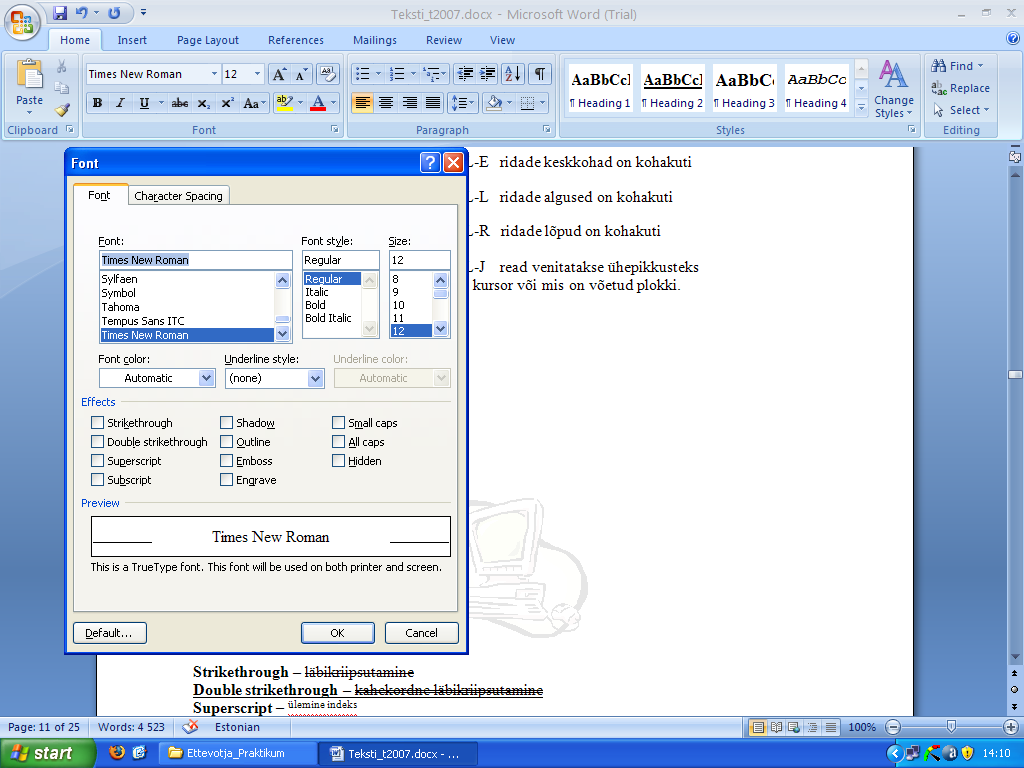 Teksti_t2007.docx - Microsoft Word (Trial)
Home Insert Page Layout References Mailings Review View
Paste
Times New Roman 12
B I U abc x₂ x² Aa ab A
AaBbCcI AaBbCcI AaBbC AaBbCc
¶ Heading 1 ¶ Heading 2 ¶ Heading 3 ¶ Heading 4
Change Styles
Find
Replace
Select
Clipboard Font Paragraph Styles Editing
L-E ridade keskkohad on kohakuti
L-L ridade algused on kohakuti
L-R ridade lõpud on kohakuti
L-J read venitatakse ühepikkusteks
kursor või mis on võetud plokki.
Font
Font Character Spacing
Font: Font style: Size:
Times New Roman Regular 12
Sylfaen
Symbol
Tahoma
Tempus Sans ITC
Times New Roman
Regular
Italic
Bold
Bold Italic
8
9
10
11
12
Font color: Underline style: Underline color:
Automatic (none) Automatic
Effects
Strikethrough Shadow Small caps
Double strikethrough Outline All caps
Superscript Emboss Hidden
Subscript Engrave
Preview
Times New Roman
This is a TrueType font. This font will be used on both printer and screen.
Default... OK Cancel
Strikethrough – läbikriipsutamine
Double strikethrough – kahekordne läbikriipsutamine
Superscript – ülemine indeks
Page: 11 of 25 Words: 4 523 Estonian 100%
start Ettevotja_Praktikum Teksti_t2007.docx - ... 14:10